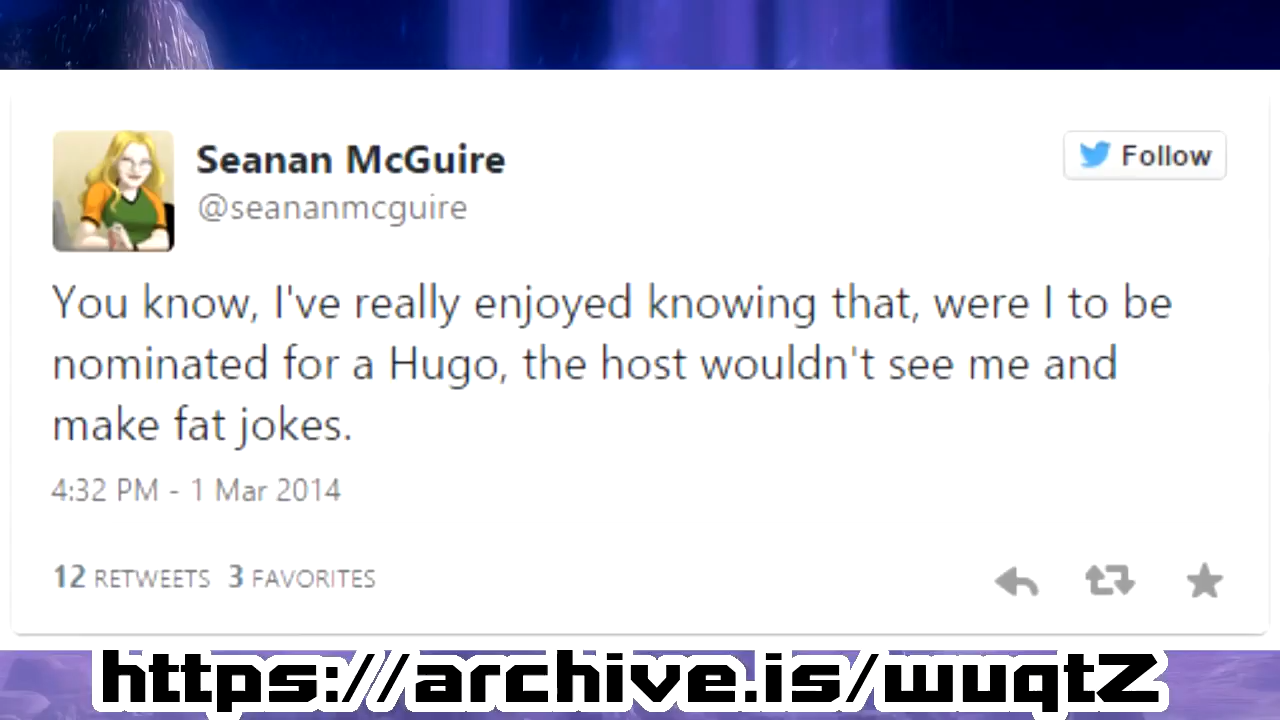 Seanan McGuire
@seananmcguire
Follow
You know, I've really enjoyed knowing that, were I to be
nominated for a Hugo, the host wouldn't see me and
make fat jokes.
4:32 PM - 1 Mar 2014
12 RETWEETS 3 FAVORITES
https://archive.is/wuqtZ